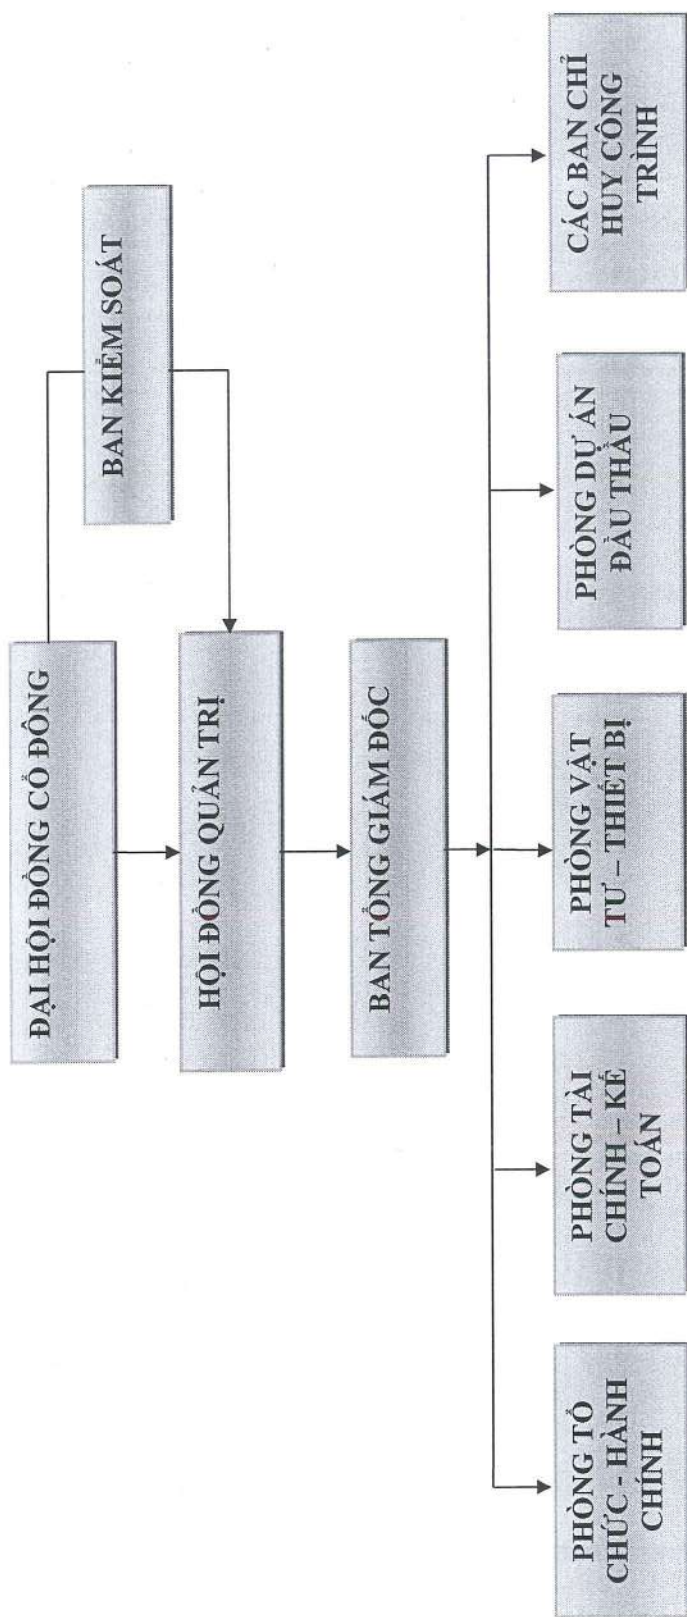 ĐẠI HỘI ĐỒNG CỔ ĐÔNG
BAN KIỂM SOÁT
HỘI ĐỒNG QUẢN TRỊ
BAN TỔNG GIÁM ĐỐC
PHÒNG TỔ
CHỨC - HÀNH
CHÍNH
PHÒNG TÀI
CHÍNH – KẾ
TOÁN
PHÒNG VẬT
TƯ – THIẾT BỊ
PHÒNG DỰ ÁN
ĐẤU THẦU
CÁC BAN CHỈ
HUY CÔNG
TRÌNH